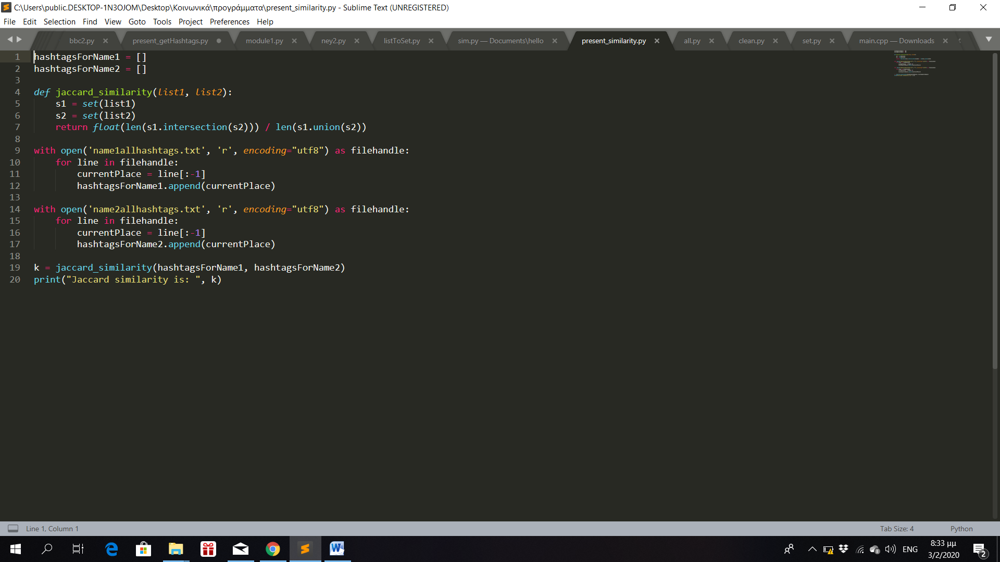 C:\Users\public.DESKTOP-1N3OJOM\Desktop\Κοινωνικά\προγράμματα\present_similarity.py - Sublime Text (UNREGISTERED)
File Edit Selection Find View Goto Tools Project Preferences Help
bbc2.py present_getHashtags.py module1.py ney2.py listToSet.py sim.py — Documents\hello present_similarity.py all.py clean.py set.py main.cpp — Downloads
1 hashtagsForName1 = []
2 hashtagsForName2 = []
3
4 def jaccard_similarity(list1, list2):
5 s1 = set(list1)
6 s2 = set(list2)
7 return float(len(s1.intersection(s2))) / len(s1.union(s2))
8
9 with open('name1allhashtags.txt', 'r', encoding="utf8") as filehandle:
10 for line in filehandle:
11 currentPlace = line[:-1]
12 hashtagsForName1.append(currentPlace)
13
14 with open('name2allhashtags.txt', 'r', encoding="utf8") as filehandle:
15 for line in filehandle:
16 currentPlace = line[:-1]
17 hashtagsForName2.append(currentPlace)
18
19 k = jaccard_similarity(hashtagsForName1, hashtagsForName2)
20 print("Jaccard similarity is: ", k)
Line 1, Column 1 Tab Size: 4 Python
ENG
8:33 μμ
3/2/2020
2